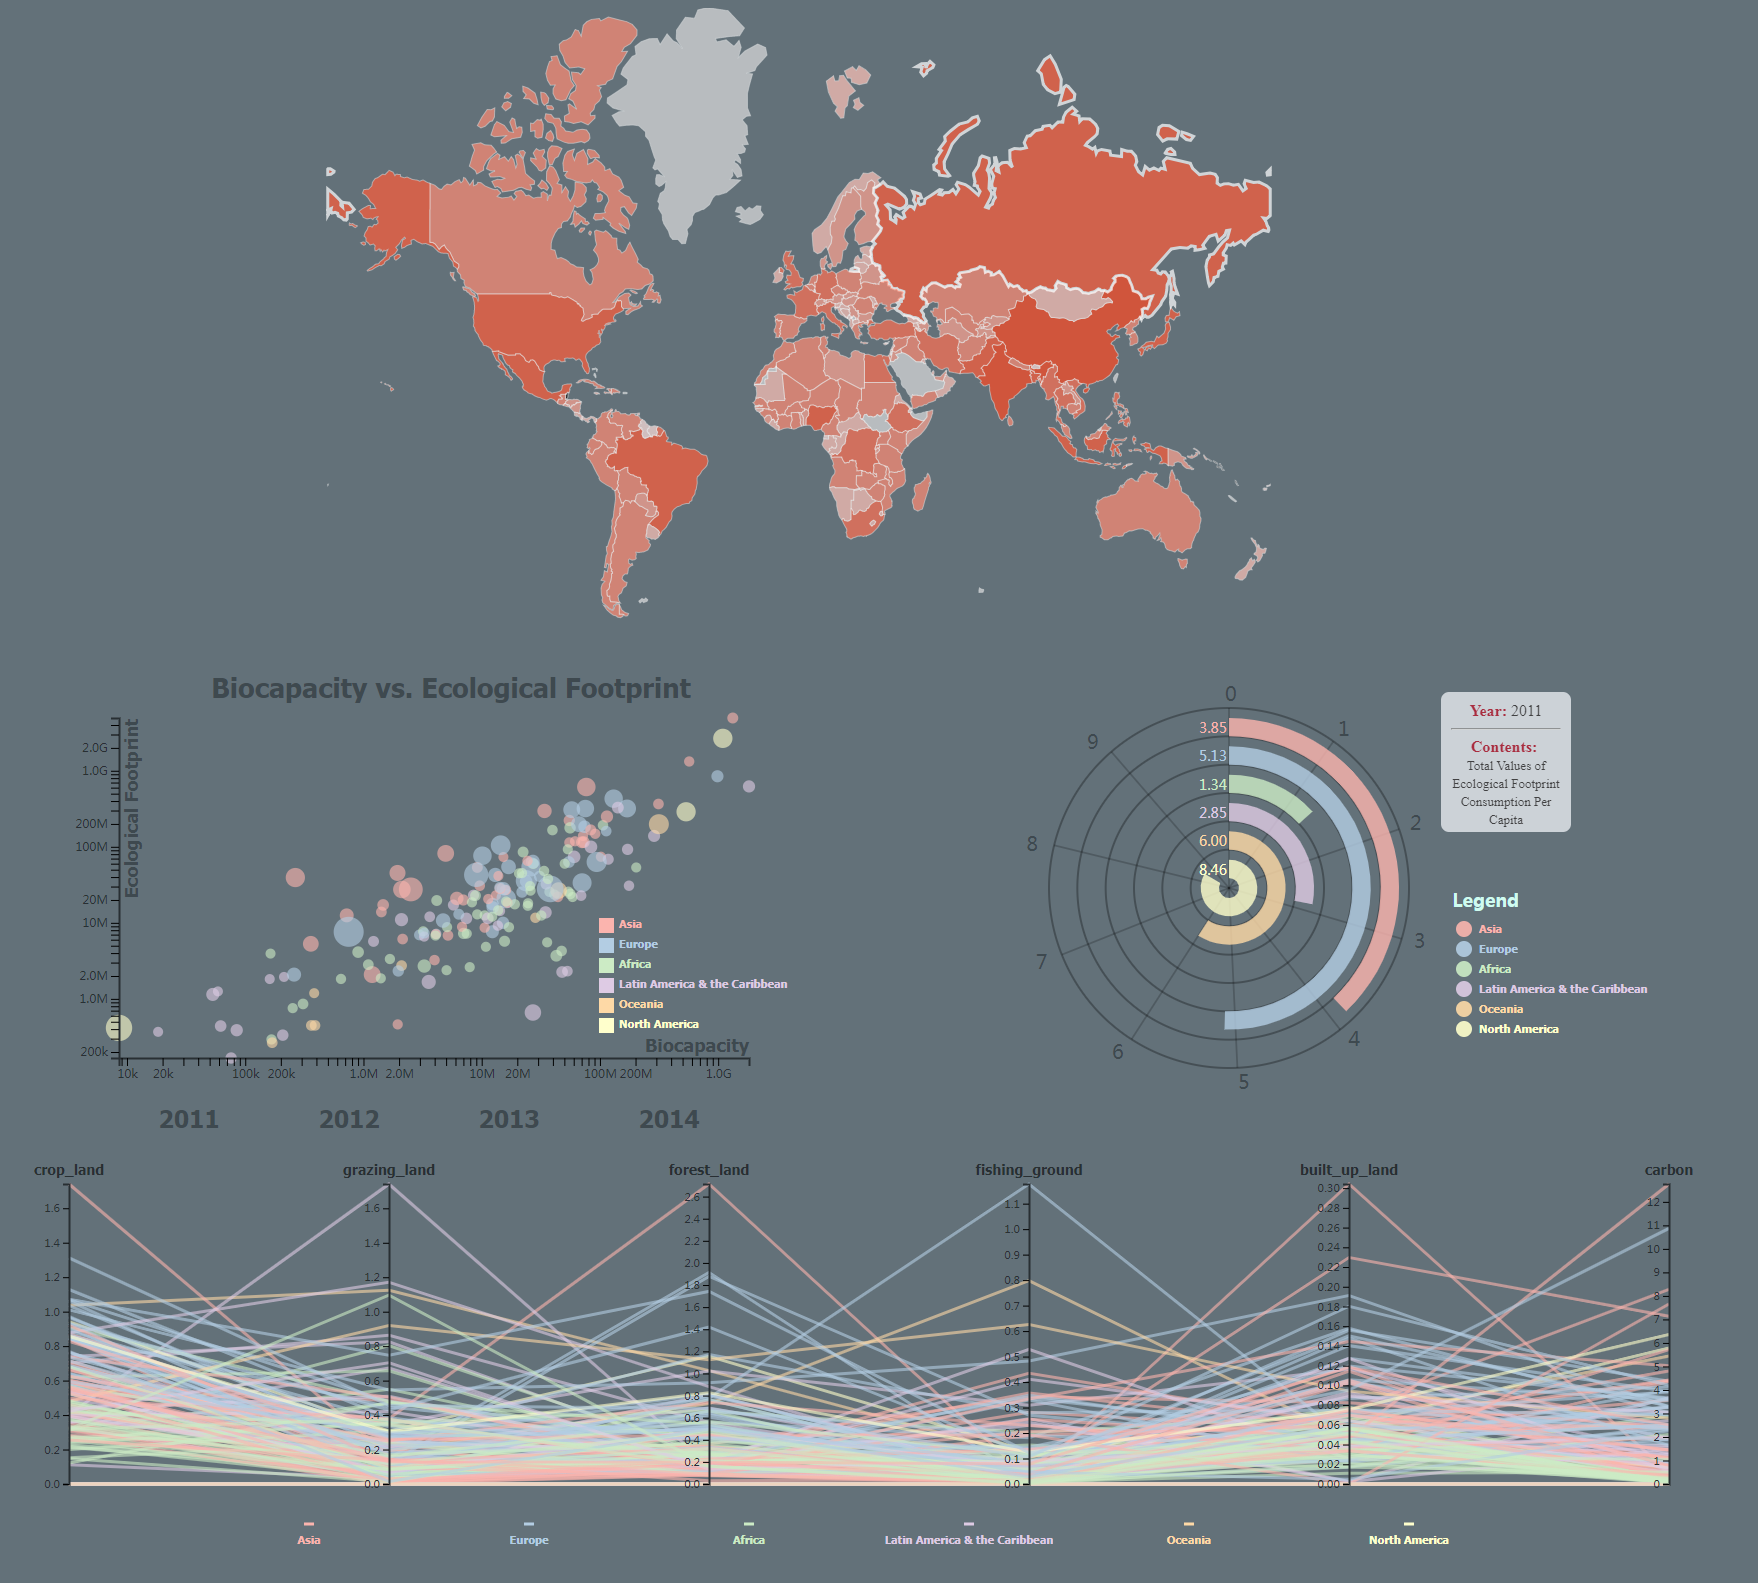 Biocapacity vs. Ecological Footprint
Ecological Footprint
2.0G
1.0G
200M
100M
20M
10M
2.0M
1.0M
200k
Asia
Europe
Africa
Latin America & the Caribbean
Oceania
North America
Biocapacity
10k 20k 100k 200k 1.0M 2.0M 10M 20M 100M 200M 1.0G
2011 2012 2013 2014
0
1
2
3
4
5
6
7
8
9
3.85
5.13
1.34
2.85
6.00
8.46
Year: 2011
Contents:
Total Values of
Ecological Footprint
Consumption Per
Capita
Legend
Asia
Europe
Africa
Latin America & the Caribbean
Oceania
North America
crop_land grazing_land forest_land fishing_ground built_up_land carbon
1.6
1.4
1.2
1.0
0.8
0.6
0.4
0.2
0.0
1.6
1.4
1.2
1.0
0.8
0.6
0.4
0.2
0.0
2.6
2.4
2.2
2.0
1.8
1.6
1.4
1.2
1.0
0.8
0.6
0.4
0.2
0.0
1.1
1.0
0.9
0.8
0.7
0.6
0.5
0.4
0.3
0.2
0.1
0.0
0.30
0.28
0.26
0.24
0.22
0.20
0.18
0.16
0.14
0.12
0.10
0.08
0.06
0.04
0.02
0.00
12
11
10
9
8
7
6
5
4
3
2
1
0
Asia Europe Africa Latin America & the Caribbean Oceania North America